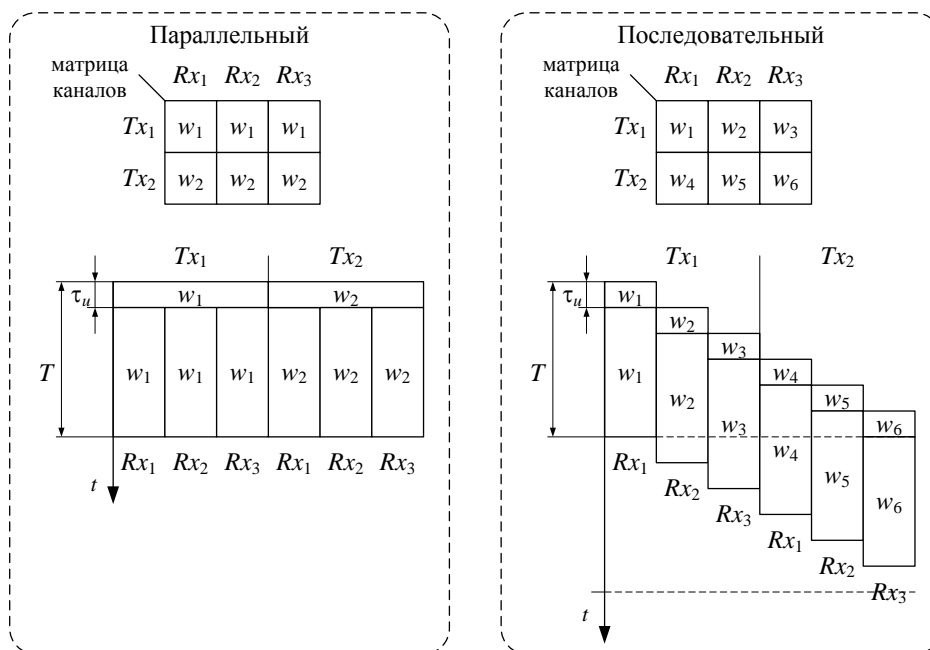 Параллельный
матрица каналов
Rx₁ Rx₂ Rx₃
Tx₁ w₁ w₁ w₁
Tx₂ w₂ w₂ w₂
Tx₁ Tx₂
τᵤ w₁ w₂
T w₁ w₁ w₁ w₂ w₂ w₂
Rx₁ Rx₂ Rx₃ Rx₁ Rx₂ Rx₃
t
Последовательный
матрица каналов
Rx₁ Rx₂ Rx₃
Tx₁ w₁ w₂ w₃
Tx₂ w₄ w₅ w₆
Tx₁ Tx₂
τᵤ w₁
w₂
w₃
T w₁ w₄
w₂ w₅
w₃ w₆
w₄
w₅
w₆
Rx₁
Rx₂
Rx₃
Rx₁
Rx₂
Rx₃
t